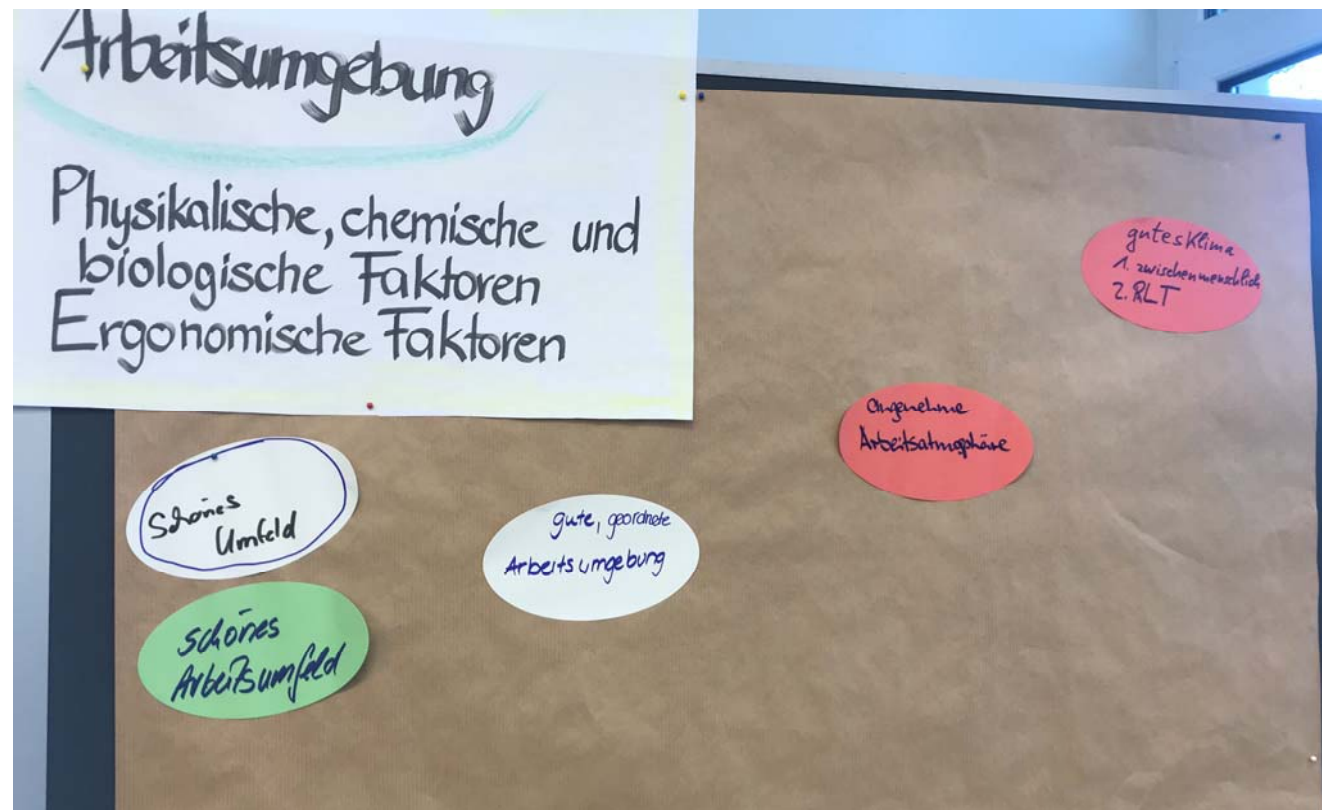 Arbeitsumgebung
Physikalische, chemische und
biologische Faktoren
Ergonomische Faktoren
gutes Klima
1. zwischenmenschlich
2. RLT
angenehme
Arbeitsatmosphäre
Schönes
Umfeld
gute, geordnete
Arbeitsumgebung
schönes
Arbeitsumfeld